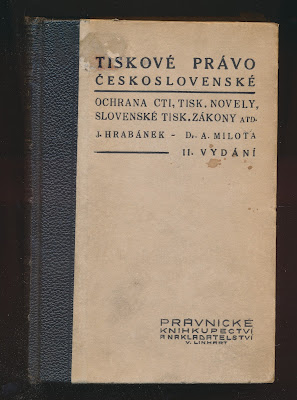 TISKOVÉ PRÁVO
ČESKOSLOVENSKÉ
OCHRANA CTI, TISK. NOVELY,
SLOVENSKÉ TISK. ZÁKONY ATD.
J. HRABÁNEK - DR A. MILOTA
II. VYDÁNÍ
PRÁVNICKÉ
KNIHKUPECTVÍ
A NAKLADATELSTVÍ
V. LINHART